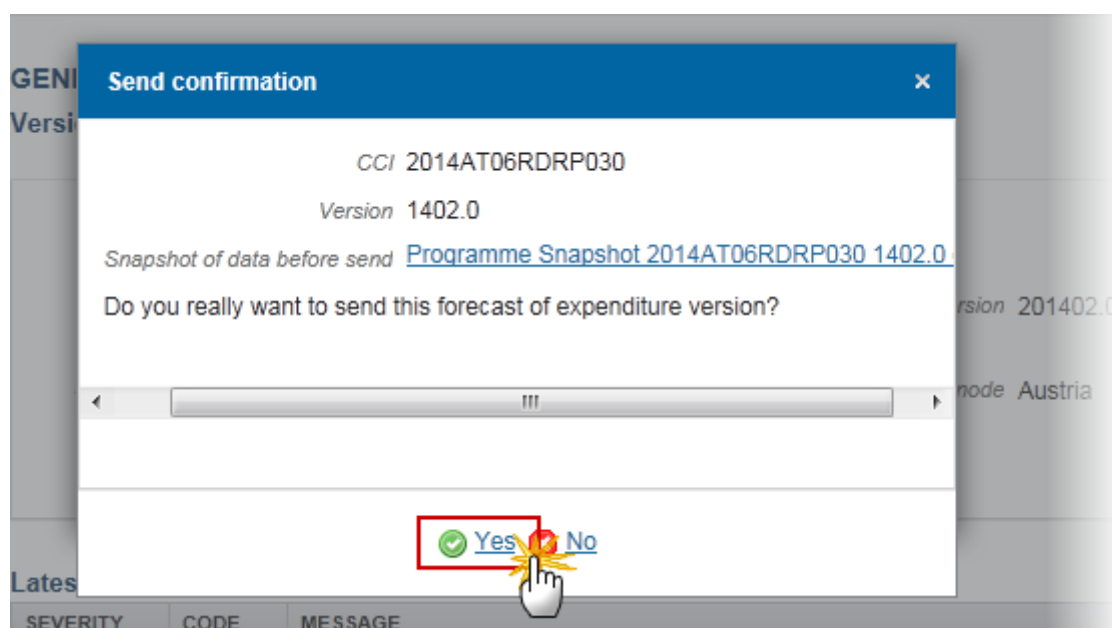 GENE
Send confirmation
Versi
CCI 2014AT06RDRP030
Version 1402.0
Snapshot of data before send Programme Snapshot 2014AT06RDRP030 1402.0
Do you really want to send this forecast of expenditure version?
rsion 201402.0
node Austria
Yes No
Lates
SEVERITY CODE MESSAGE